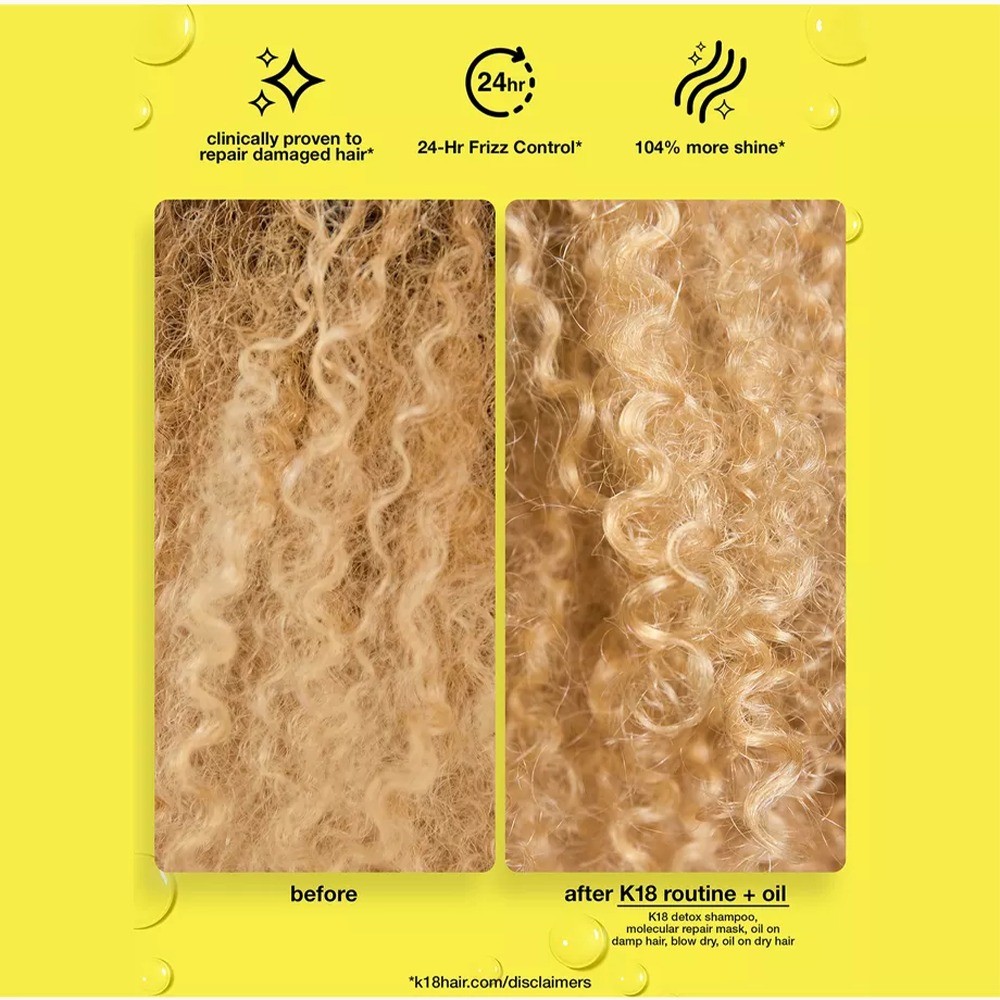 clinically proven to
repair damaged hair*
24hr
24-Hr Frizz Control*
104% more shine*
before
after K18 routine + oil
K18 detox shampoo,
molecular repair mask, oil on
damp hair, blow dry, oil on dry hair
*k18hair.com/disclaimers